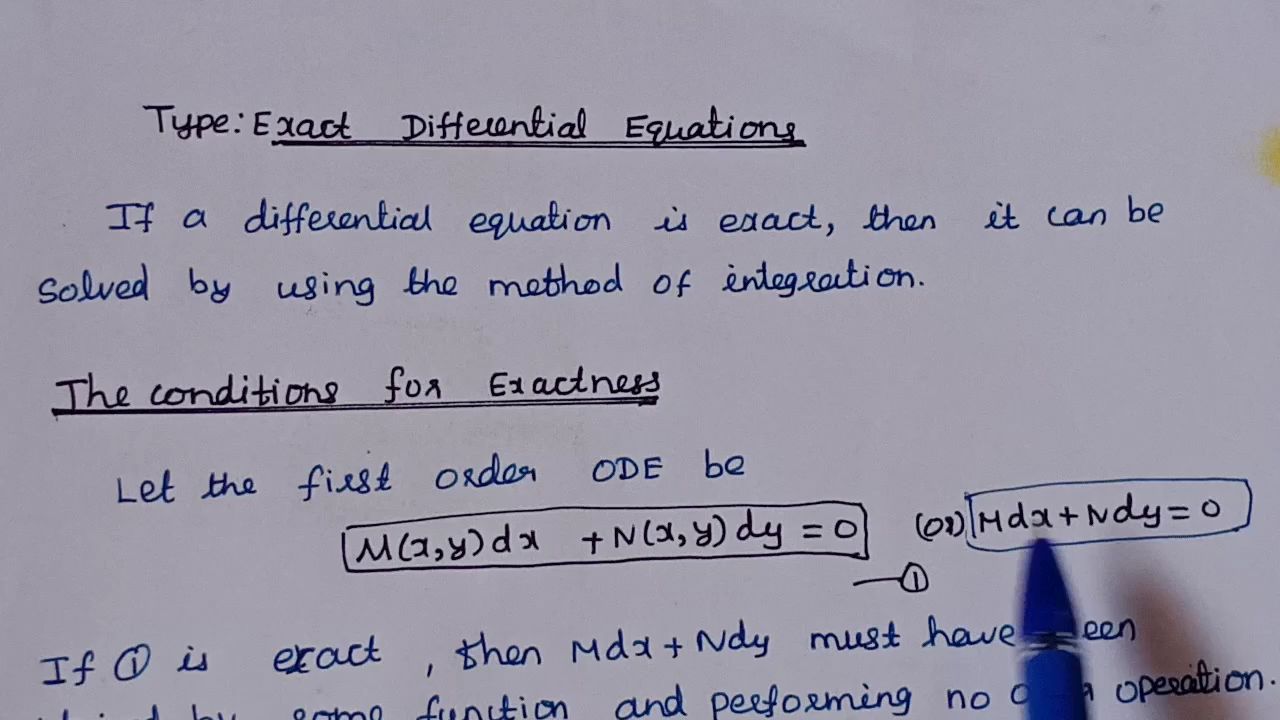 Type: Exact Differential Equations
If a differential equation is exact, then it can be
solved by using the method of integration.
The conditions for Exactness
Let the first order ODE be
M(x,y)dx + N(x,y)dy = 0 (or) Mdx + Ndy = 0
— ①
If ① is exact, then Mdx + Ndy must have
by some function and performing no operation.